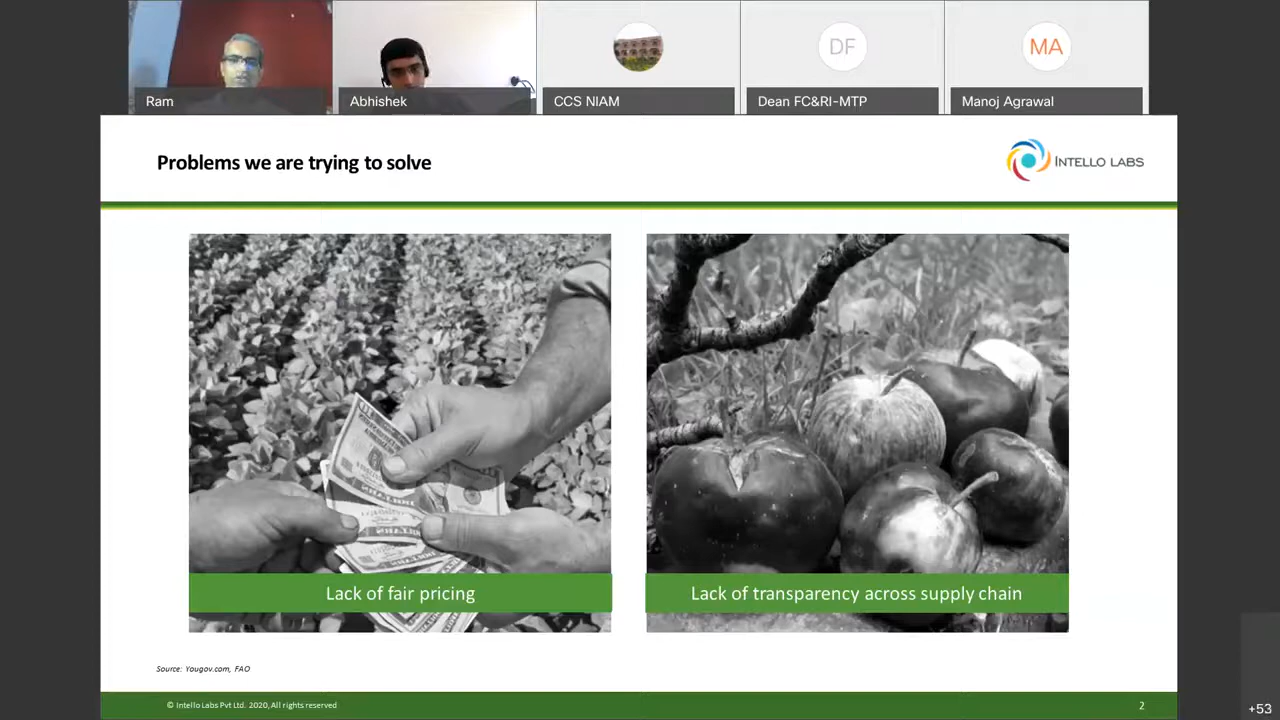 Ram
Abhishek
CCS NIAM
DF
Dean FC&RI-MTP
MA
Manoj Agrawal
Problems we are trying to solve
INTELLO LABS
Lack of fair pricing
Lack of transparency across supply chain
Source: Yougov.com, FAO
© Intello Labs Pvt Ltd. 2020, All rights reserved
2
+53